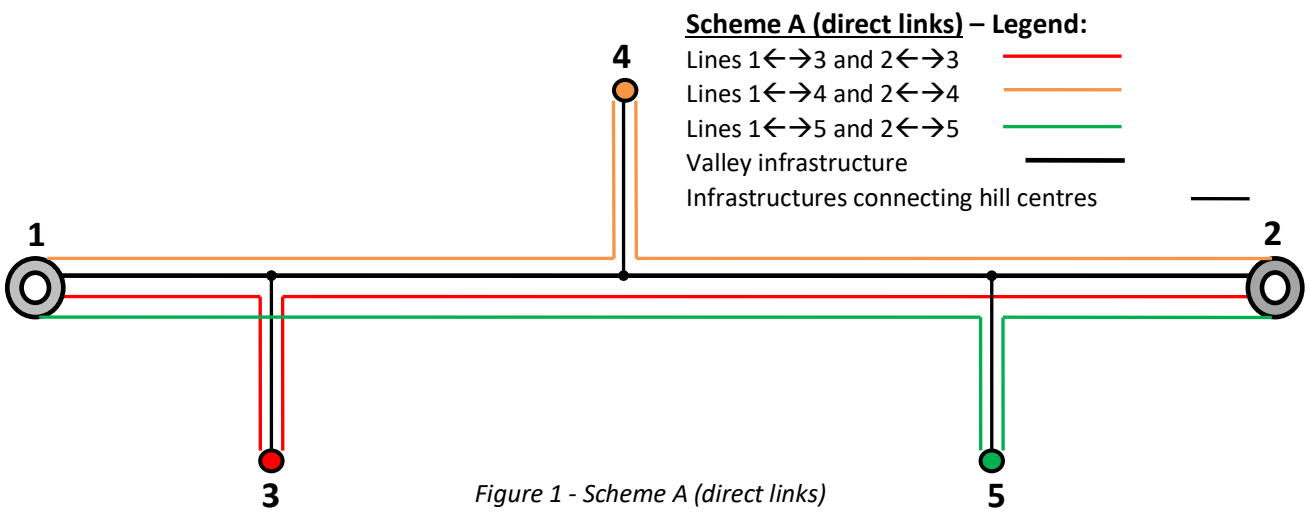 Scheme A (direct links) – Legend:
Lines 1←→3 and 2←→3
Lines 1←→4 and 2←→4
Lines 1←→5 and 2←→5
Valley infrastructure
Infrastructures connecting hill centres
4
1
2
3
5
Figure 1 - Scheme A (direct links)